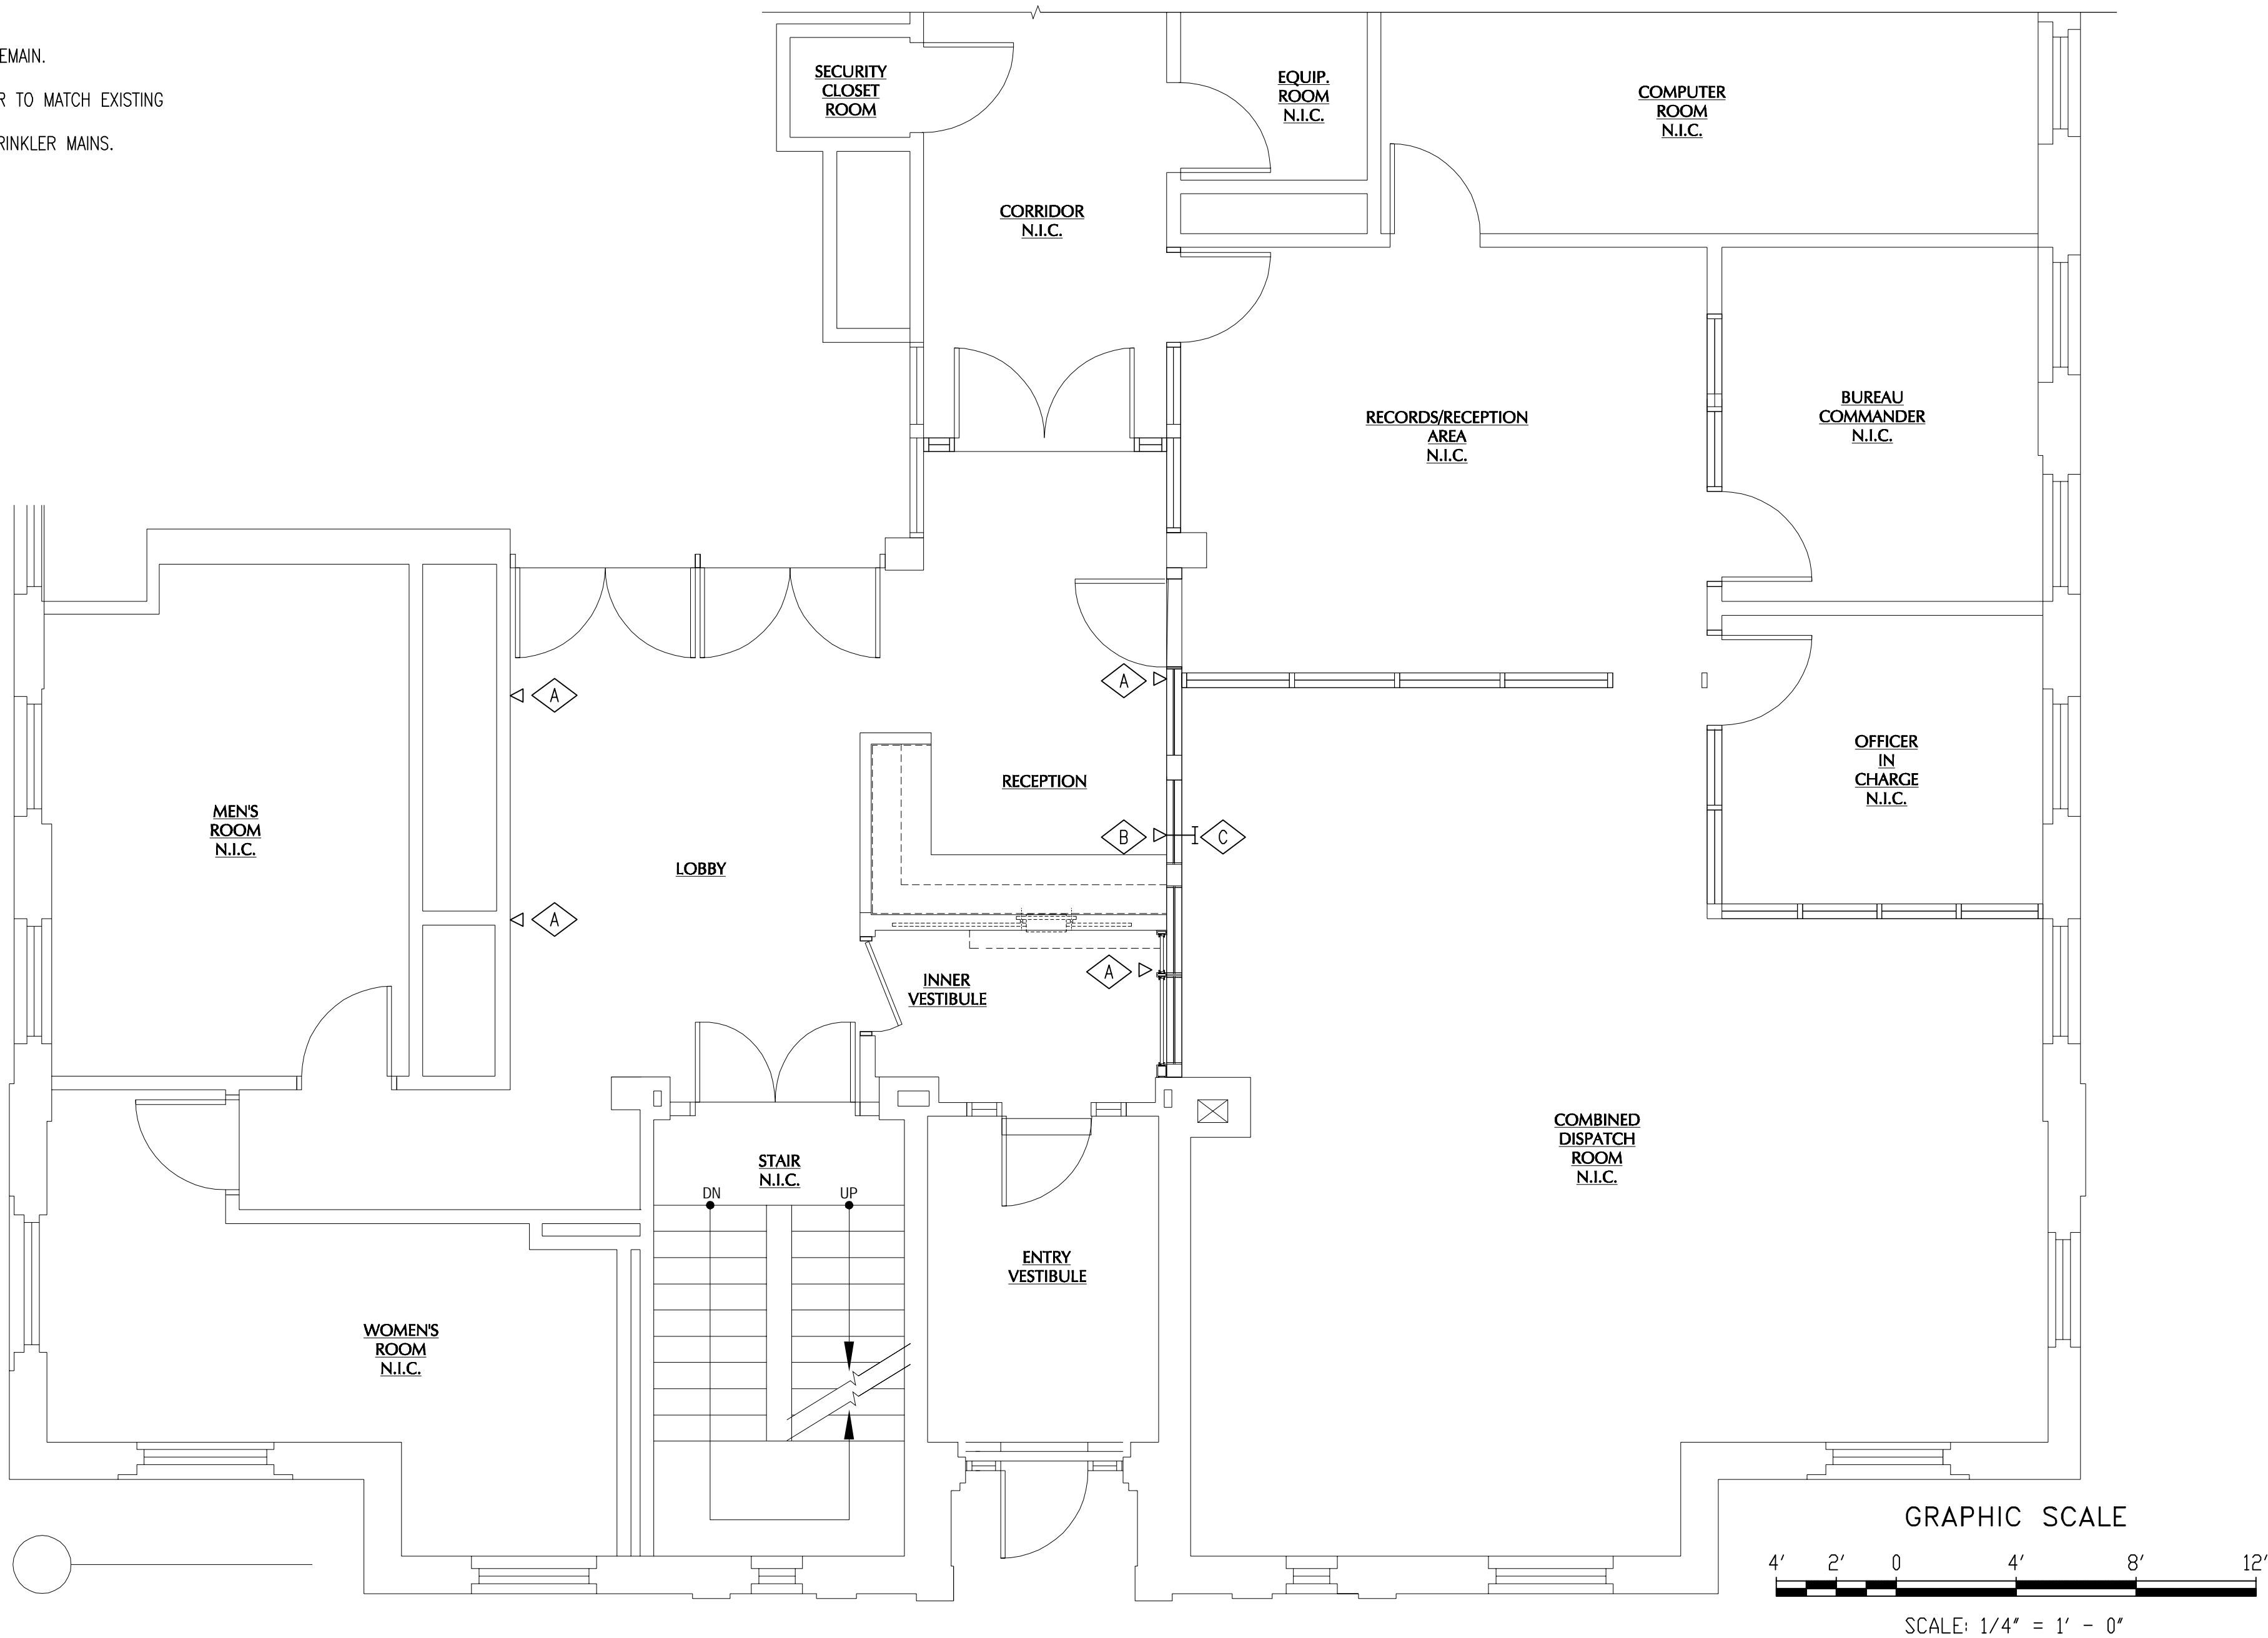 EMAIN.
R TO MATCH EXISTING
RINKLER MAINS.
SECURITY
CLOSET
ROOM
EQUIP.
ROOM
N.I.C.
COMPUTER
ROOM
N.I.C.
CORRIDOR
N.I.C.
RECORDS/RECEPTION
AREA
N.I.C.
BUREAU
COMMANDER
N.I.C.
A
A
OFFICER
IN
CHARGE
N.I.C.
RECEPTION
MEN'S
ROOM
N.I.C.
B
C
LOBBY
A
A
INNER
VESTIBULE
COMBINED
DISPATCH
ROOM
N.I.C.
STAIR
N.I.C.
DN
UP
ENTRY
VESTIBULE
WOMEN'S
ROOM
N.I.C.
GRAPHIC SCALE
4' 2' 0 4' 8' 12'
SCALE: 1/4" = 1' - 0"